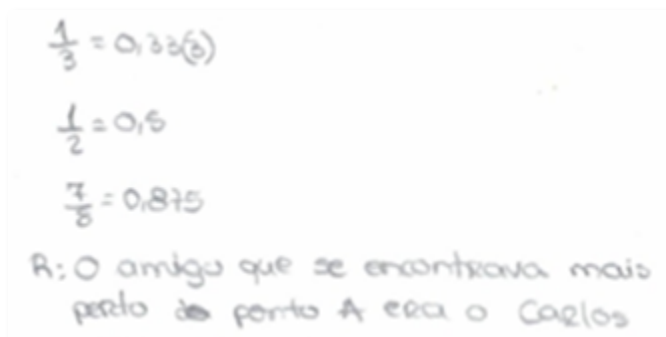 1/3 = 0,33(3)
1/2 = 0,5
7/8 = 0,875
R: O amigo que se encontrava mais
perto do ponto A era o Carlos